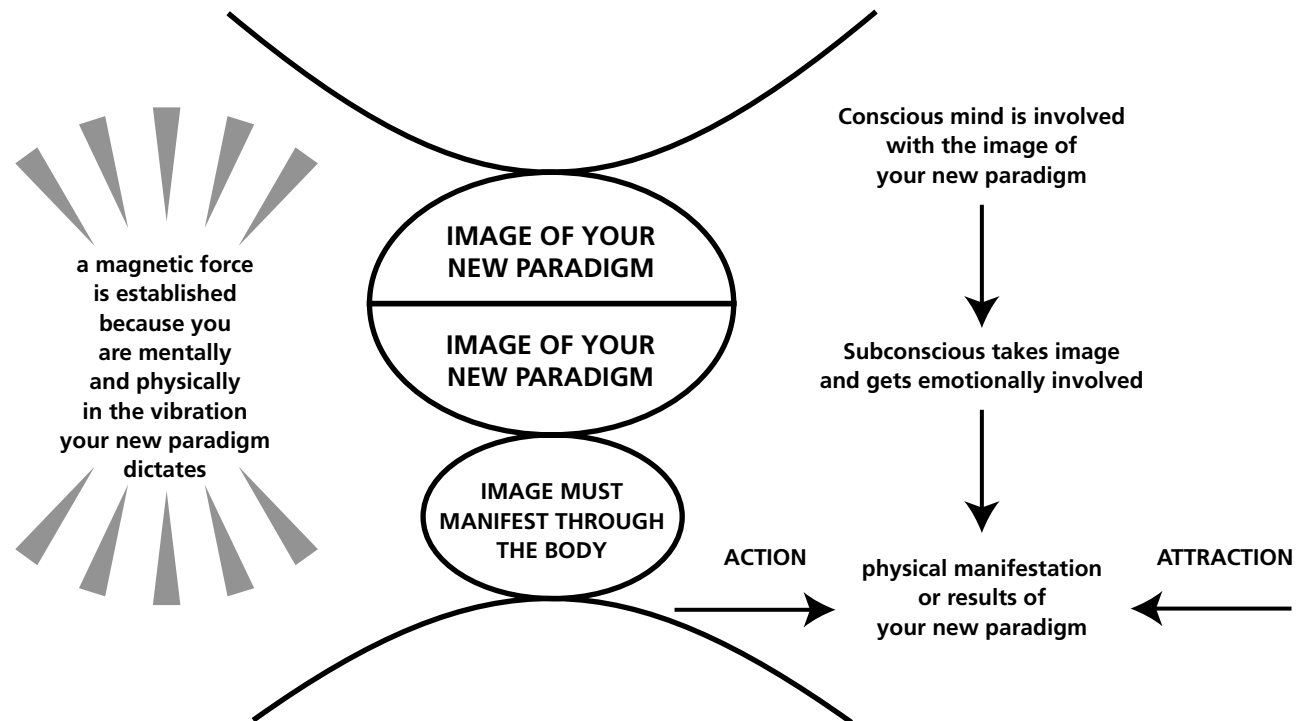 a magnetic force
is established
because you
are mentally
and physically
in the vibration
your new paradigm
dictates
IMAGE OF YOUR
NEW PARADIGM
IMAGE OF YOUR
NEW PARADIGM
IMAGE MUST
MANIFEST THROUGH
THE BODY
Conscious mind is involved
with the image of
your new paradigm
Subconscious takes image
and gets emotionally involved
ACTION
physical manifestation
or results of
your new paradigm
ATTRACTION